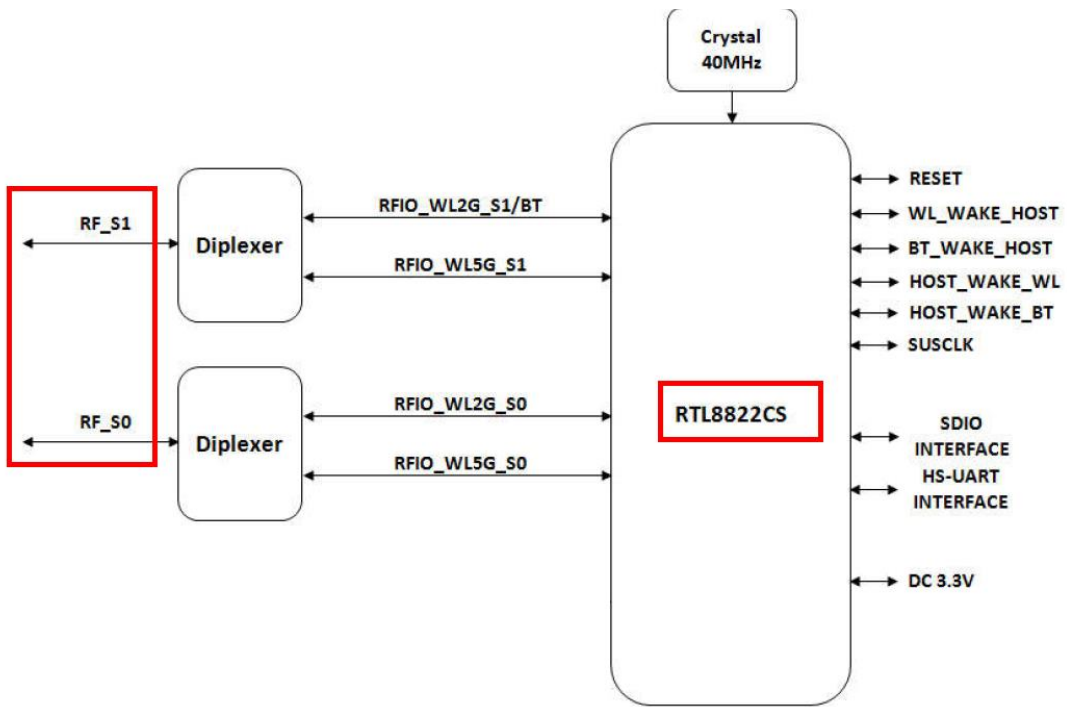 Crystal
40MHz
RF_S1
Diplexer
RFIO_WL2G_S1/BT
RFIO_WL5G_S1
RF_S0
Diplexer
RFIO_WL2G_S0
RFIO_WL5G_S0
RTL8822CS
RESET
WL_WAKE_HOST
BT_WAKE_HOST
HOST_WAKE_WL
HOST_WAKE_BT
SUSCLK
SDIO
INTERFACE
HS-UART
INTERFACE
DC 3.3V